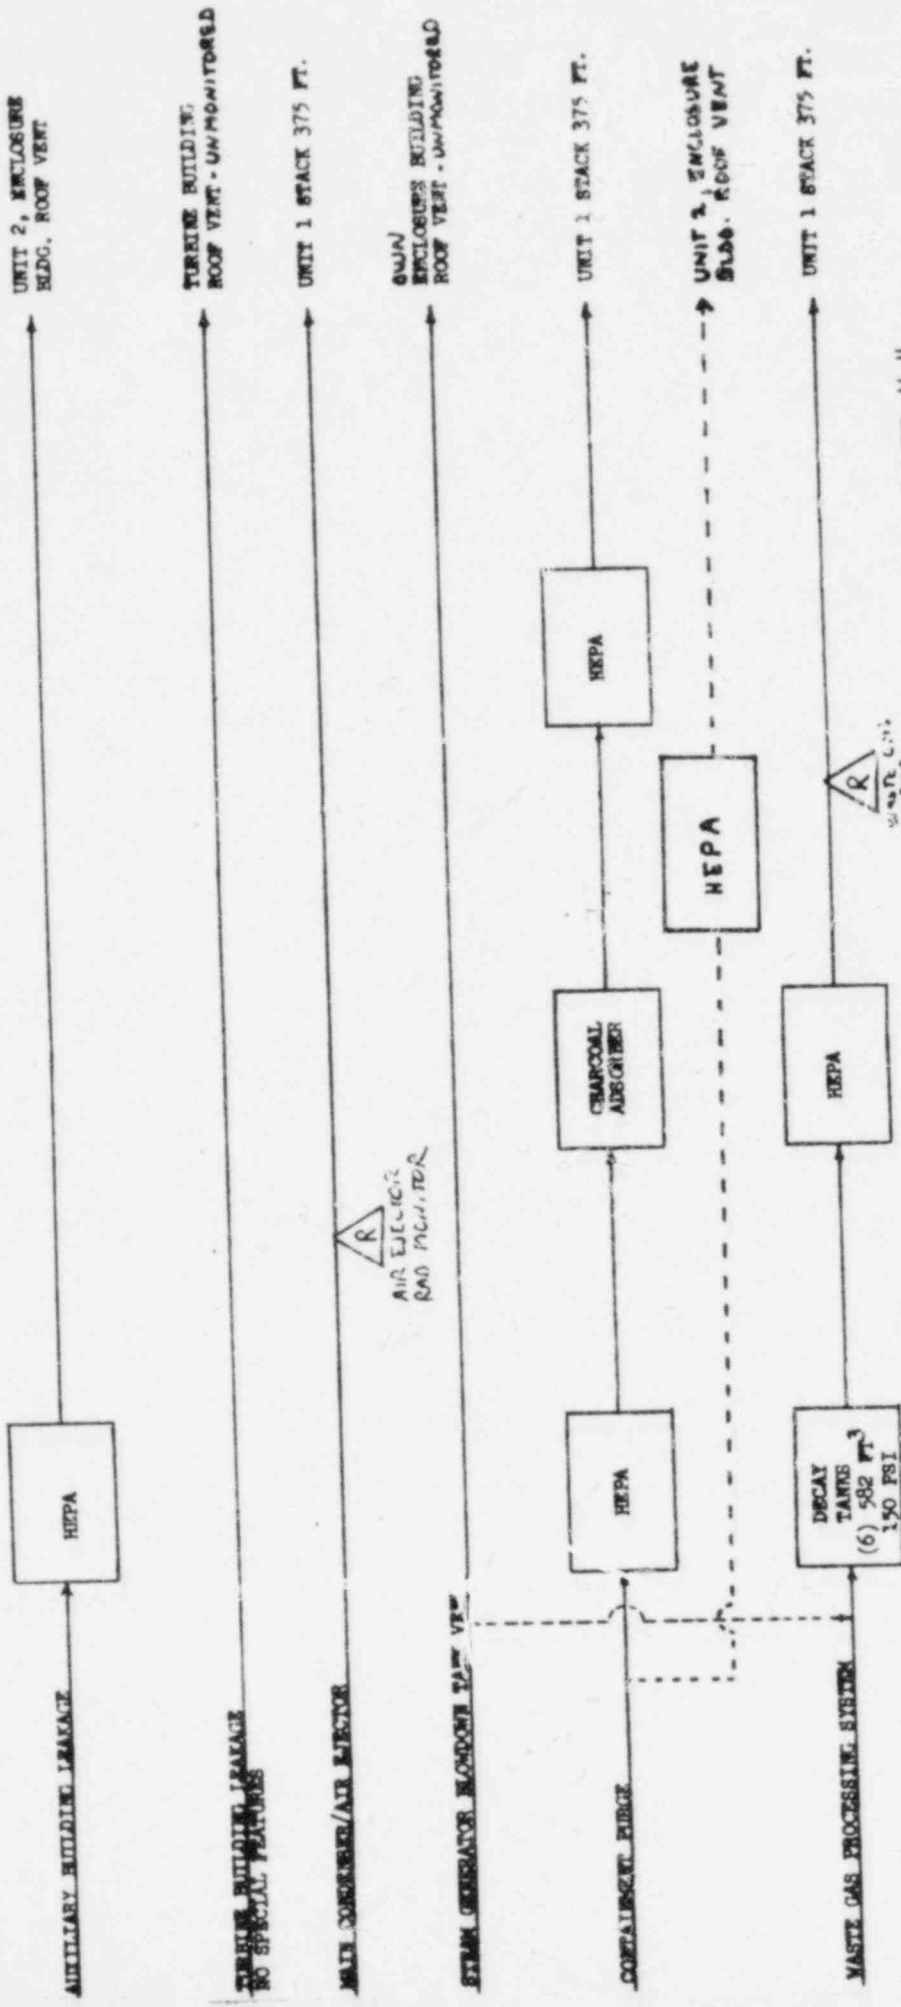 AUXILIARY BUILDING LEAKAGE
HEPA
UNIT 2, ENCLOSURE
BLDG. ROOF VENT
TURBINE BUILDING LEAKAGE
NO SPECIAL FEATURES
TURBINE BUILDING
ROOF VENT - UNMONITORED
MAIN CONDENSER/AIR EJECTOR
R
AIR EJECTOR
RAD MONITOR
UNIT 1 STACK 375 FT.
STEAM GENERATOR BLOWDOWN TANK VENT
OWN
ENCLOSURE BUILDING
ROOF VENT - UNMONITORED
CONTAINMENT PURGE
HEPA
CHARCOAL
ADSORBER
HEPA
UNIT 1 STACK 375 FT.
HEPA
UNIT 2, ENCLOSURE
BLDG. ROOF VENT
WASTE GAS PROCESSING SYSTEM
DECAY
TANKS
(6) 582 FT3
150 PSI
HEPA
R
WASTE GAS
UNIT 1 STACK 375 FT.